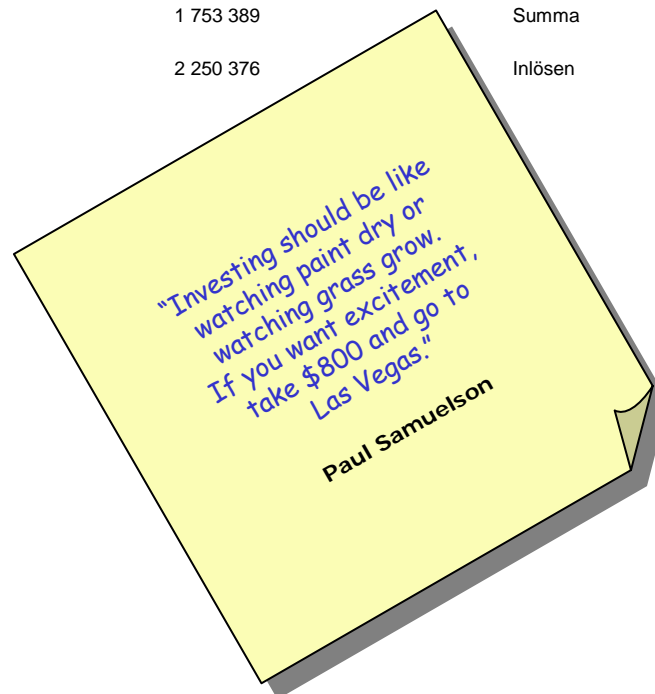 1 753 389 Summa
2 250 376 Inlösen
"Investing should be like
watching paint dry or
watching grass grow.
If you want excitement,
take $800 and go to
Las Vegas."
Paul Samuelson